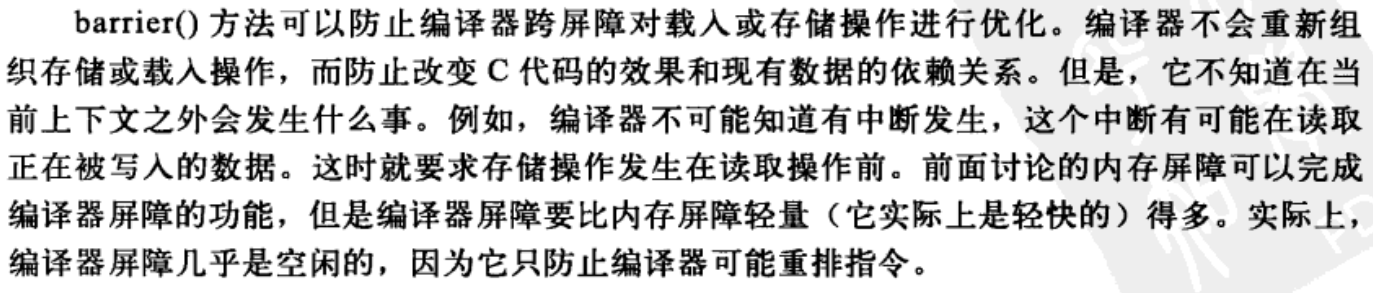 barrier() 方法可以防止编译器跨屏障对载入或存储操作进行优化。编译器不会重新组
织存储或载入操作，而防止改变 C 代码的效果和现有数据的依赖关系。但是，它不知道在当
前上下文之外会发生什么事。例如，编译器不可能知道有中断发生，这个中断有可能在读取
正在被写入的数据。这时就要求存储操作发生在读取操作前。前面讨论的内存屏障可以完成
编译器屏障的功能，但是编译器屏障要比内存屏障轻量（它实际上是轻快的）得多。实际上，
编译器屏障几乎是空闲的，因为它只防止编译器可能重排指令。